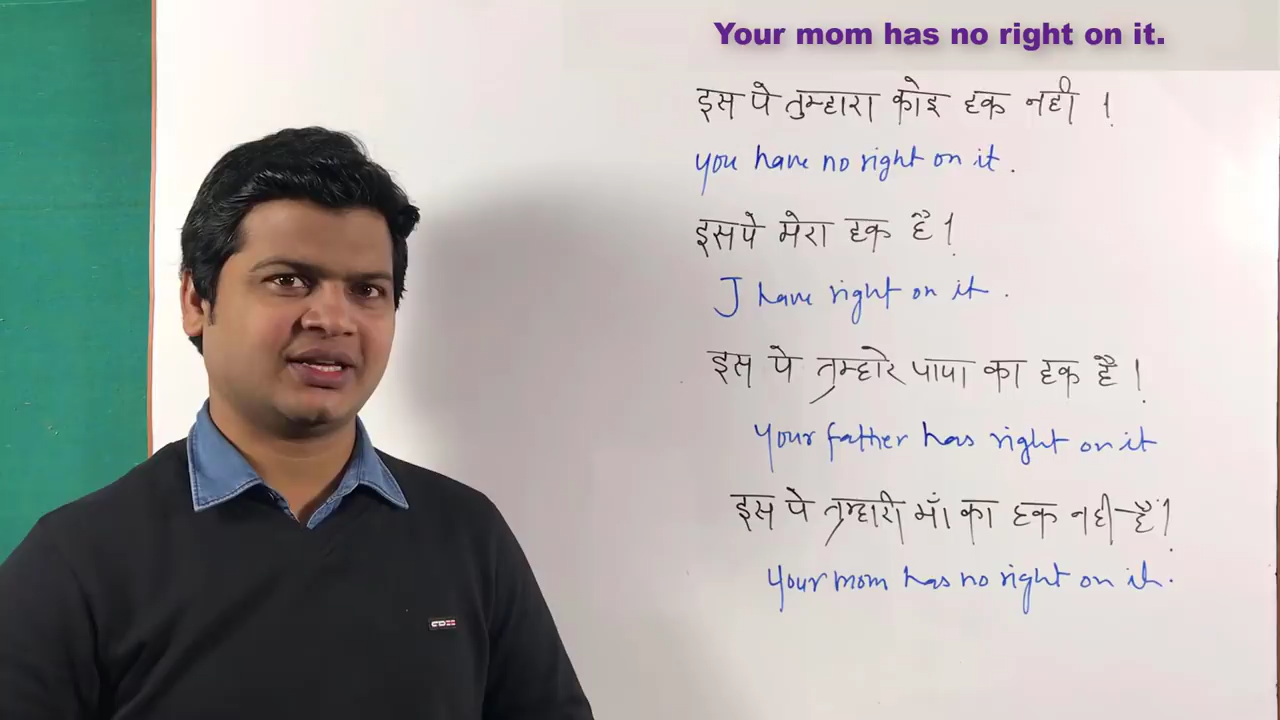 Your mom has no right on it.
इस पे तुम्हारा कोइ हक नही ।
you have no right on it .
इसपे मेरा हक है ।
I have right on it .
इस पे तुम्हारे पापा का हक है ।
Your father has right on it
इस पे तुम्हारी माँ का हक नही है ।
Your mom has no right on it.